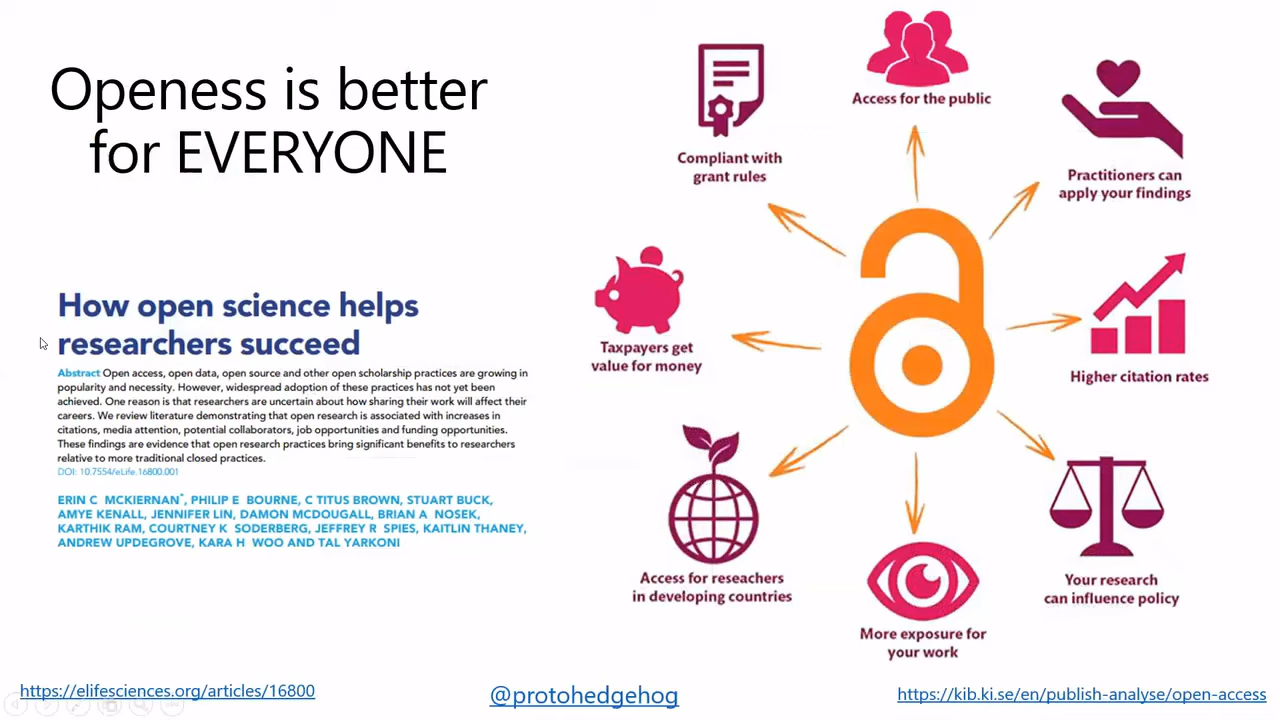 Openess is better
for EVERYONE
How open science helps
researchers succeed
Abstract Open access, open data, open source and other open scholarship practices are growing in
popularity and necessity. However, widespread adoption of these practices has not yet been
achieved. One reason is that researchers are uncertain about how sharing their work will affect their
careers. We review literature demonstrating that open research is associated with increases in
citations, media attention, potential collaborators, job opportunities and funding opportunities.
These findings are evidence that open research practices bring significant benefits to researchers
relative to more traditional closed practices.
DOI: 10.7554/eLife.16800.001
ERIN C MCKIERNAN*, PHILIP E BOURNE, C TITUS BROWN, STUART BUCK,
AMYE KENALL, JENNIFER LIN, DAMON MCDOUGALL, BRIAN A NOSEK,
KARTHIK RAM, COURTNEY K SODERBERG, JEFFREY R SPIES, KAITLIN THANEY,
ANDREW UPDEGROVE, KARA H WOO AND TAL YARKONI
Access for the public
Compliant with
grant rules
Practitioners can
apply your findings
Taxpayers get
value for money
Higher citation rates
Access for reseachers
in developing countries
Your research
can influence policy
More exposure for
your work
https://elifesciences.org/articles/16800
@protohedgehog
https://kib.ki.se/en/publish-analyse/open-access